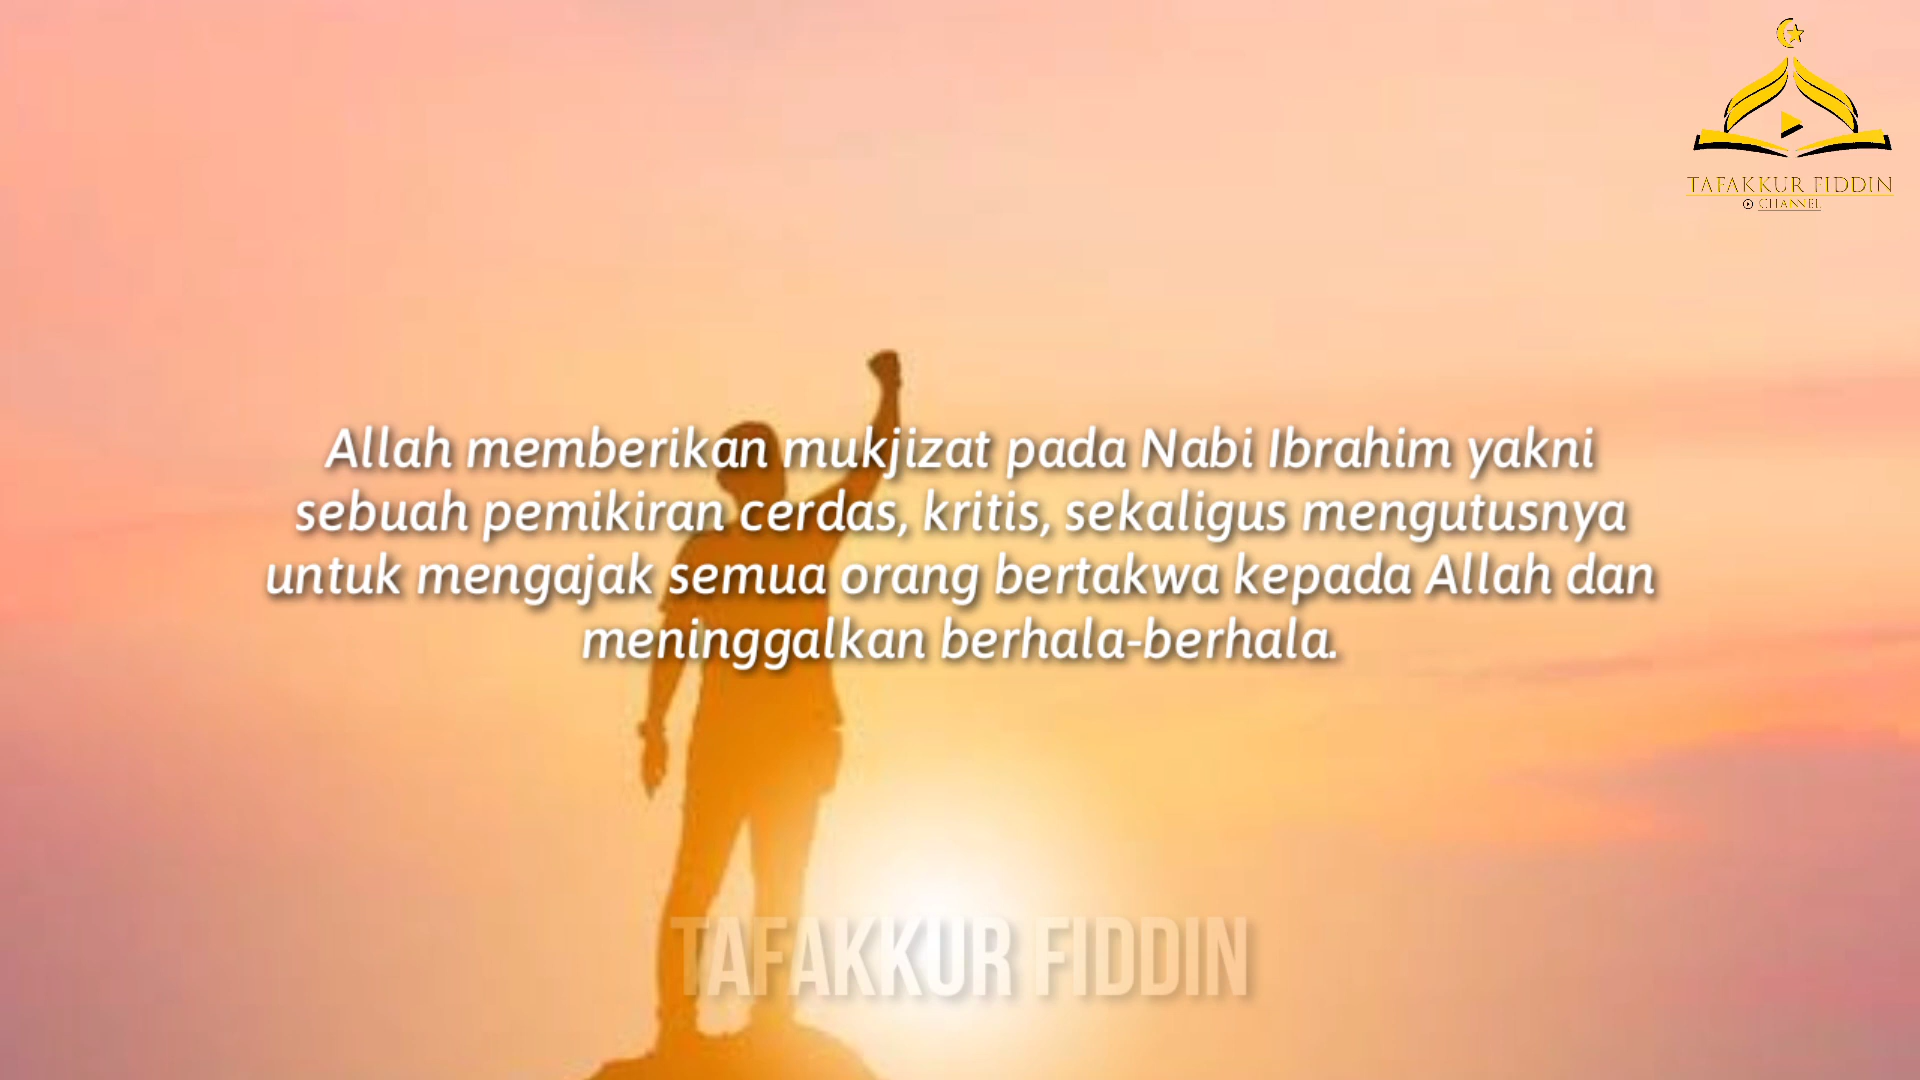 TAFAKKUR FIDDIN
CHANNEL
Allah memberikan mukjizat pada Nabi Ibrahim yakni
sebuah pemikiran cerdas, kritis, sekaligus mengutusnya
untuk mengajak semua orang bertakwa kepada Allah dan
meninggalkan berhala-berhala.
TAFAKKUR FIDDIN